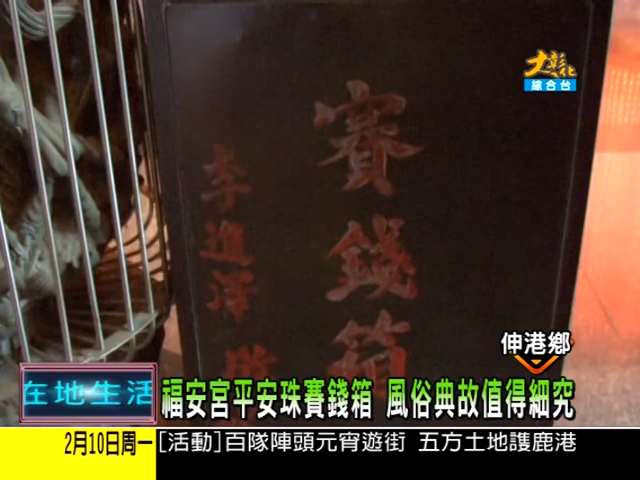 大彰化
綜合台
賽錢箱
李進澤
伸港鄉
在地生活
福安宮平安珠賽錢箱 風俗典故值得細究
2月10日周一
[活動]百隊陣頭元宵遊街 五方土地護鹿港